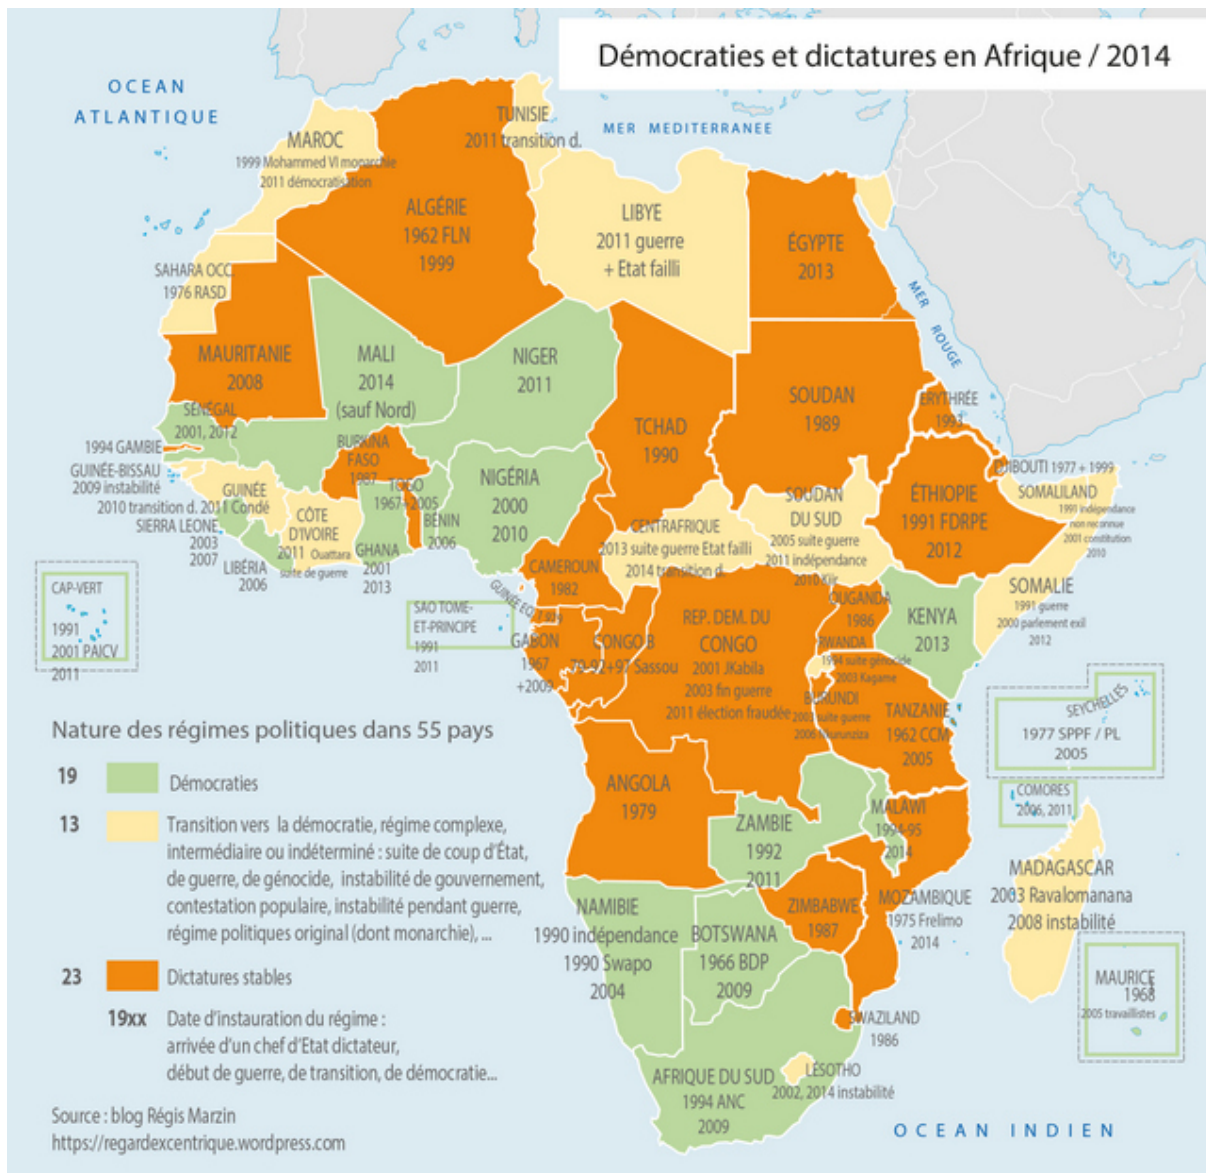 Démocraties et dictatures en Afrique / 2014
OCEAN
ATLANTIQUE
MER MEDITERRANEE
MER ROUGE
MAROC
1999 Mohammed VI monarchie
2011 démocratisation
ALGÉRIE
1962 FLN
1999
TUNISIE
2011 transition d.
LIBYE
2011 guerre
+ Etat failli
ÉGYPTE
2013
SAHARA OCC.
1976 RASD
MAURITANIE
2008
MALI
2014
(sauf Nord)
NIGER
2011
TCHAD
1990
SOUDAN
1989
ERYTHRÉE
1993
SÉNÉGAL
2001, 2012
1994 GAMBIE
GUINÉE-BISSAU
2009 instabilité
GUINÉE
2010 transition d. 2011 Condé
SIERRA LEONE
2003
2007
LIBÉRIA
2006
CÔTE
D'IVOIRE
2011 Ouattara
suite de guerre
BURKINA
FASO
1987
TOGO
1967+2005
GHANA
2001
2013
BÉNIN
2006
NIGÉRIA
2000
2010
CAMEROUN
1982
CENTRAFRIQUE
2013 suite guerre Etat failli
2014 transition d.
SOUDAN
DU SUD
2005 suite guerre
2011 indépendance
ÉTHIOPIE
1991 FDRPE
2012
DJIBOUTI 1977 + 1999
SOMALILAND
1991 indépendance
non reconnue
2001 constitution
2010
SOMALIE
1991 guerre
2000 parlement exil
2012
CAP-VERT
1991
2001 PAICV
2011
SAO TOME-
ET-PRINCIPE
1991
2011
GUINÉE EQ.
GABON
1967
+2009
CONGO B
79-92+97 Sassou
REP. DEM. DU
CONGO
2001 JKabila
2003 fin guerre
2011 élection fraudée
OUGANDA
1986
KENYA
2013
RWANDA
1994 suite génocide
2003 Kagame
BURUNDI
2003 suite guerre
2006 Nkurunziza
TANZANIE
1962 CCM
2005
SEYCHELLES
1977 SPPF / PL
2005
COMORES
2006, 2011
ANGOLA
1979
ZAMBIE
1992
2011
MALAWI
1994-95
2014
MOZAMBIQUE
1975 Frelimo
2014
MADAGASCAR
2003 Ravalomanana
2008 instabilité
MAURICE
1968
2005 travaillistes
NAMIBIE
1990 indépendance
1990 Swapo
2004
BOTSWANA
1966 BDP
2009
ZIMBABWE
1987
SWAZILAND
1986
LÉSOTHO
2002, 2014 instabilité
AFRIQUE DU SUD
1994 ANC
2009
OCEAN INDIEN
Nature des régimes politiques dans 55 pays
19 Démocraties
13 Transition vers la démocratie, régime complexe,
intermédiaire ou indéterminé : suite de coup d'État,
de guerre, de génocide, instabilité de gouvernement,
contestation populaire, instabilité pendant guerre,
régime politiques original (dont monarchie), ...
23 Dictatures stables
19xx Date d'instauration du régime :
arrivée d'un chef d'Etat dictateur,
début de guerre, de transition, de démocratie...
Source : blog Régis Marzin
https://regardexcentrique.wordpress.com